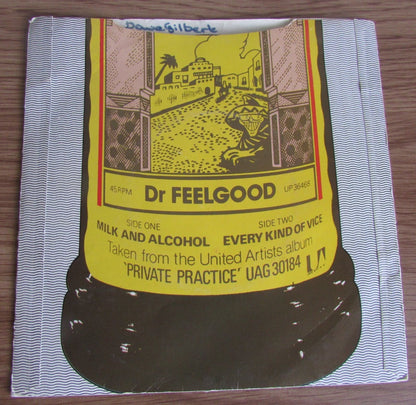 Dave Gilbert
45 RPM Dr FEELGOOD UP36468
SIDE ONE SIDE TWO
MILK AND ALCOHOL EVERY KIND OF VICE
Taken from the United Artists album
'PRIVATE PRACTICE' UAG 30184